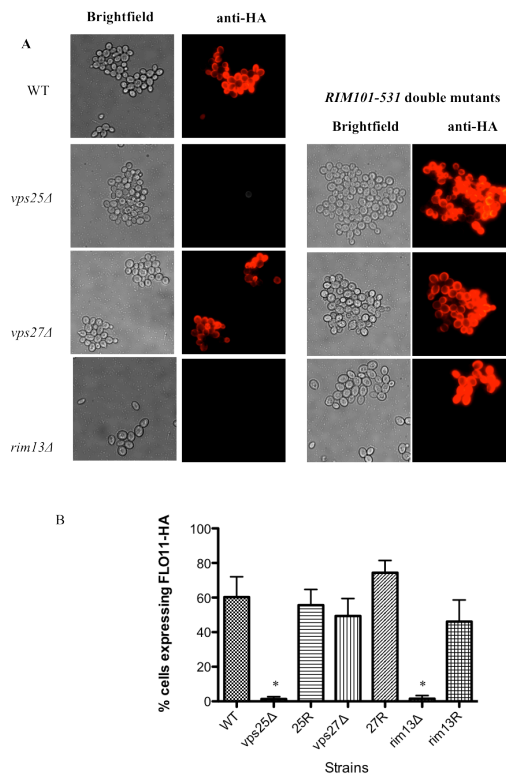 Brightfield anti-HA
A
WT
RIM101-531 double mutants
Brightfield anti-HA
vps25Δ
vps27Δ
rim13Δ
B
% cells expressing FLO11-HA
100
80
60
40
20
0
* *
WT vps25Δ 25R vps27Δ 27R rim13Δ rim13R
Strains